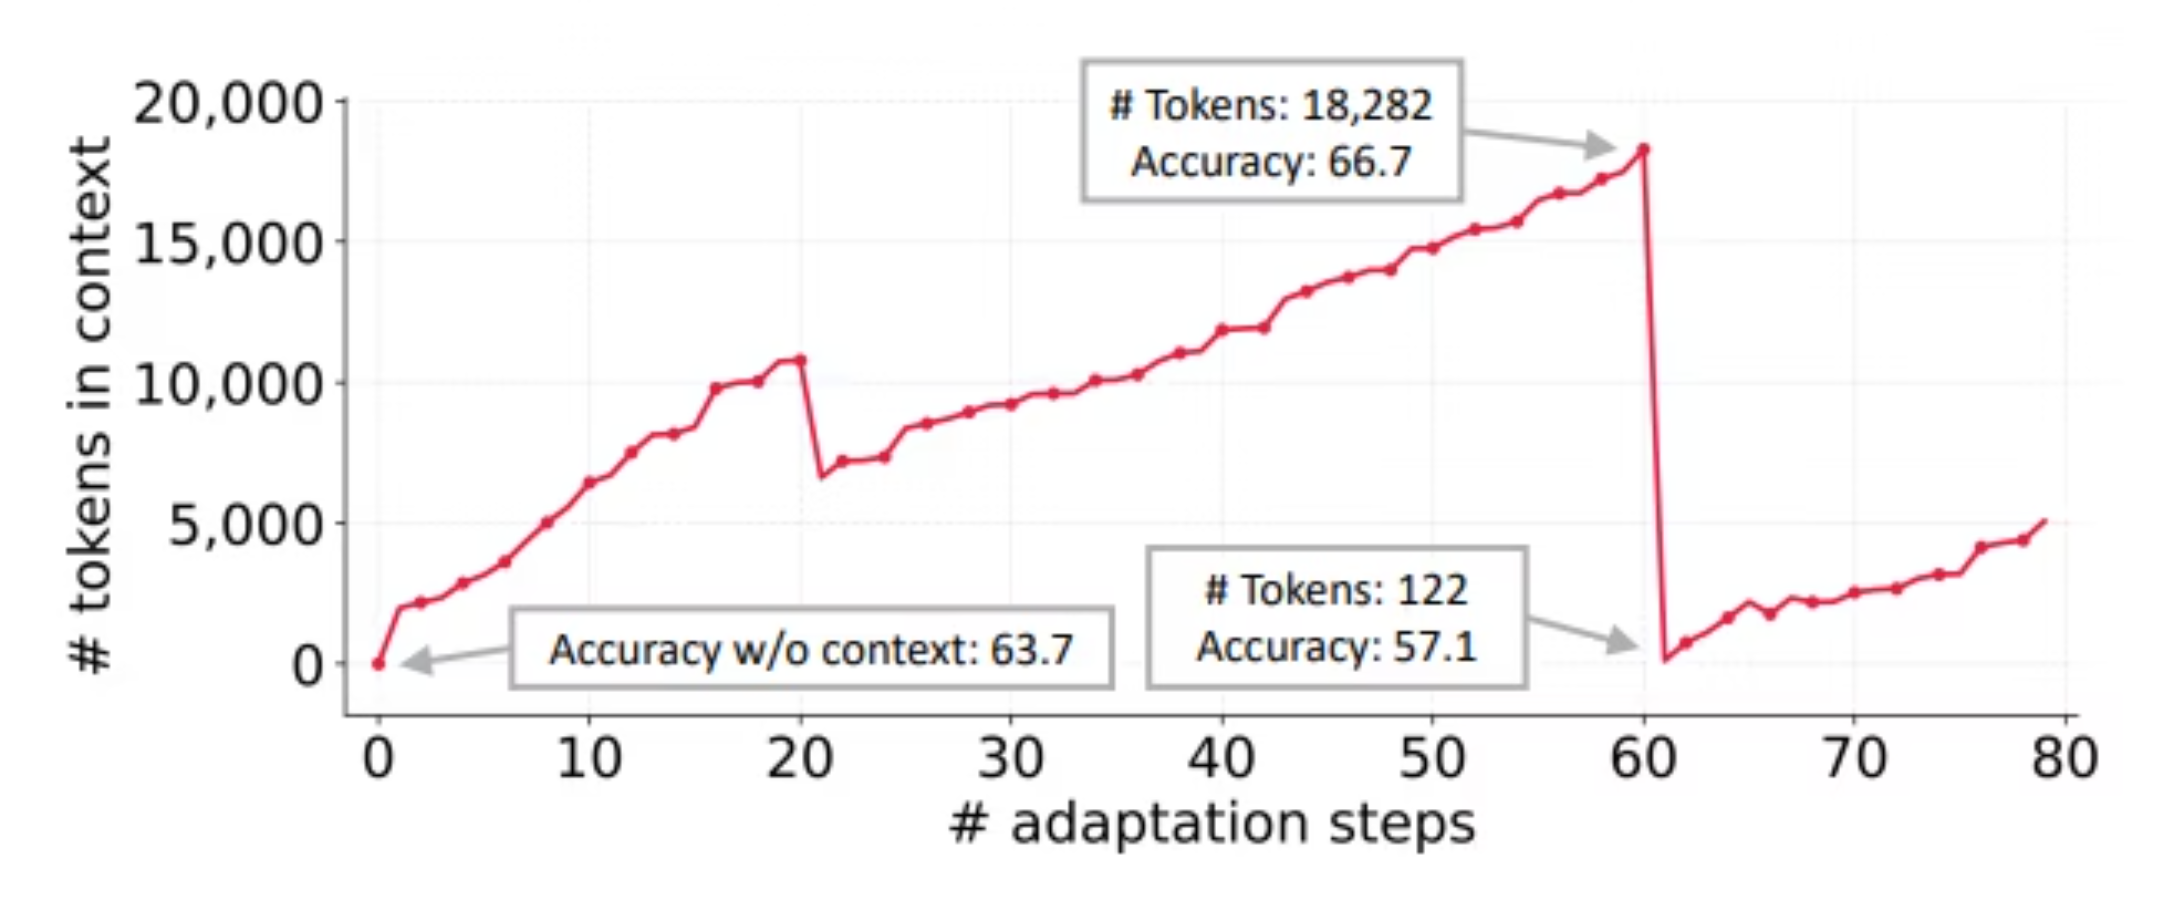 # tokens in context
20,000
15,000
10,000
5,000
0
# Tokens: 18,282
Accuracy: 66.7
Accuracy w/o context: 63.7
# Tokens: 122
Accuracy: 57.1
0 10 20 30 40 50 60 70 80
# adaptation steps